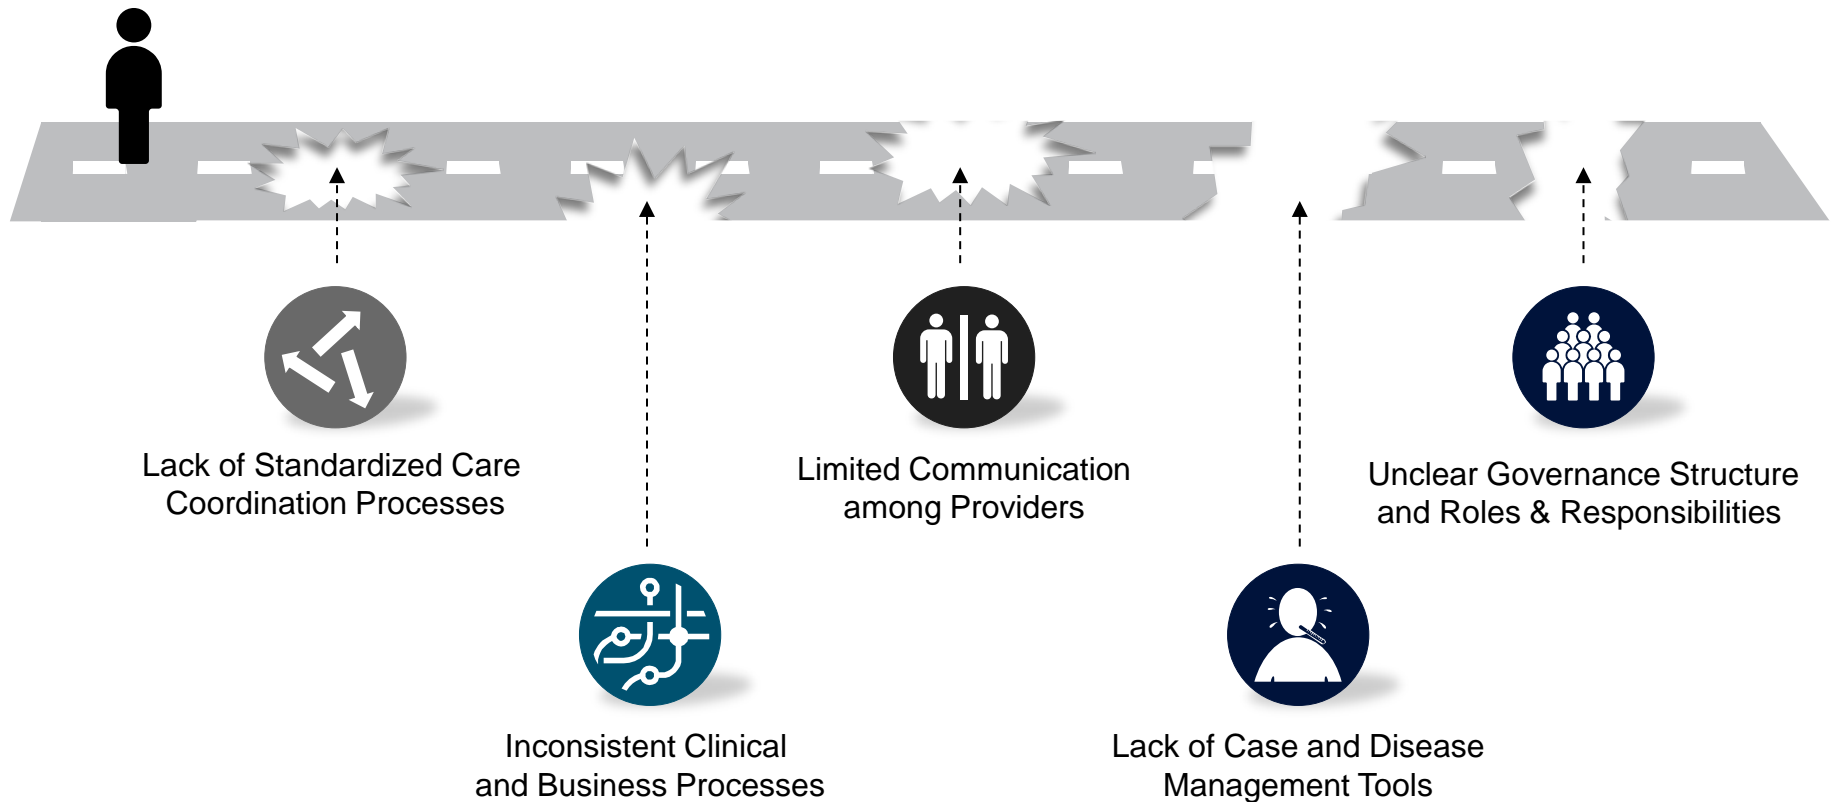 Lack of Standardized Care
Coordination Processes
Inconsistent Clinical
and Business Processes
Limited Communication
among Providers
Lack of Case and Disease
Management Tools
Unclear Governance Structure
and Roles & Responsibilities